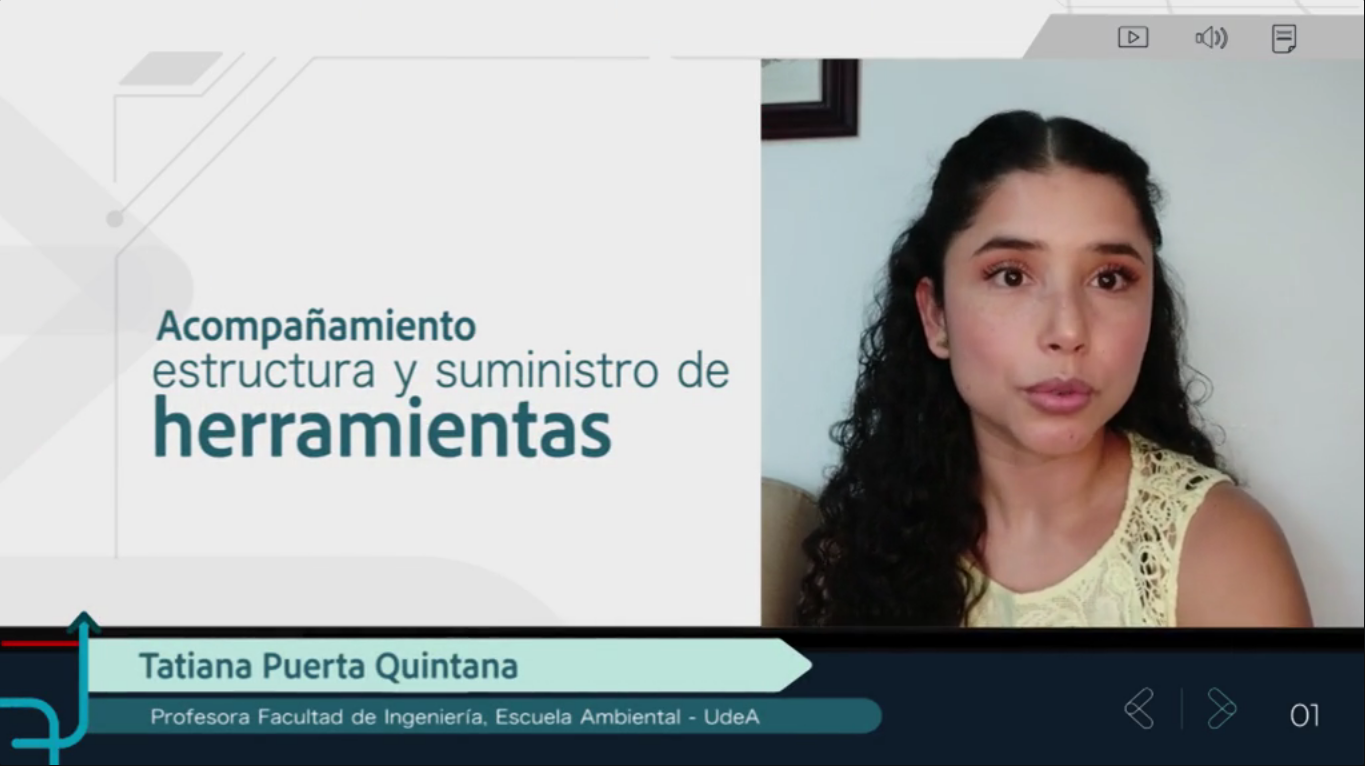 Acompañamiento
estructura y suministro de
herramientas
Tatiana Puerta Quintana
Profesora Facultad de Ingeniería, Escuela Ambiental - UdeA
01